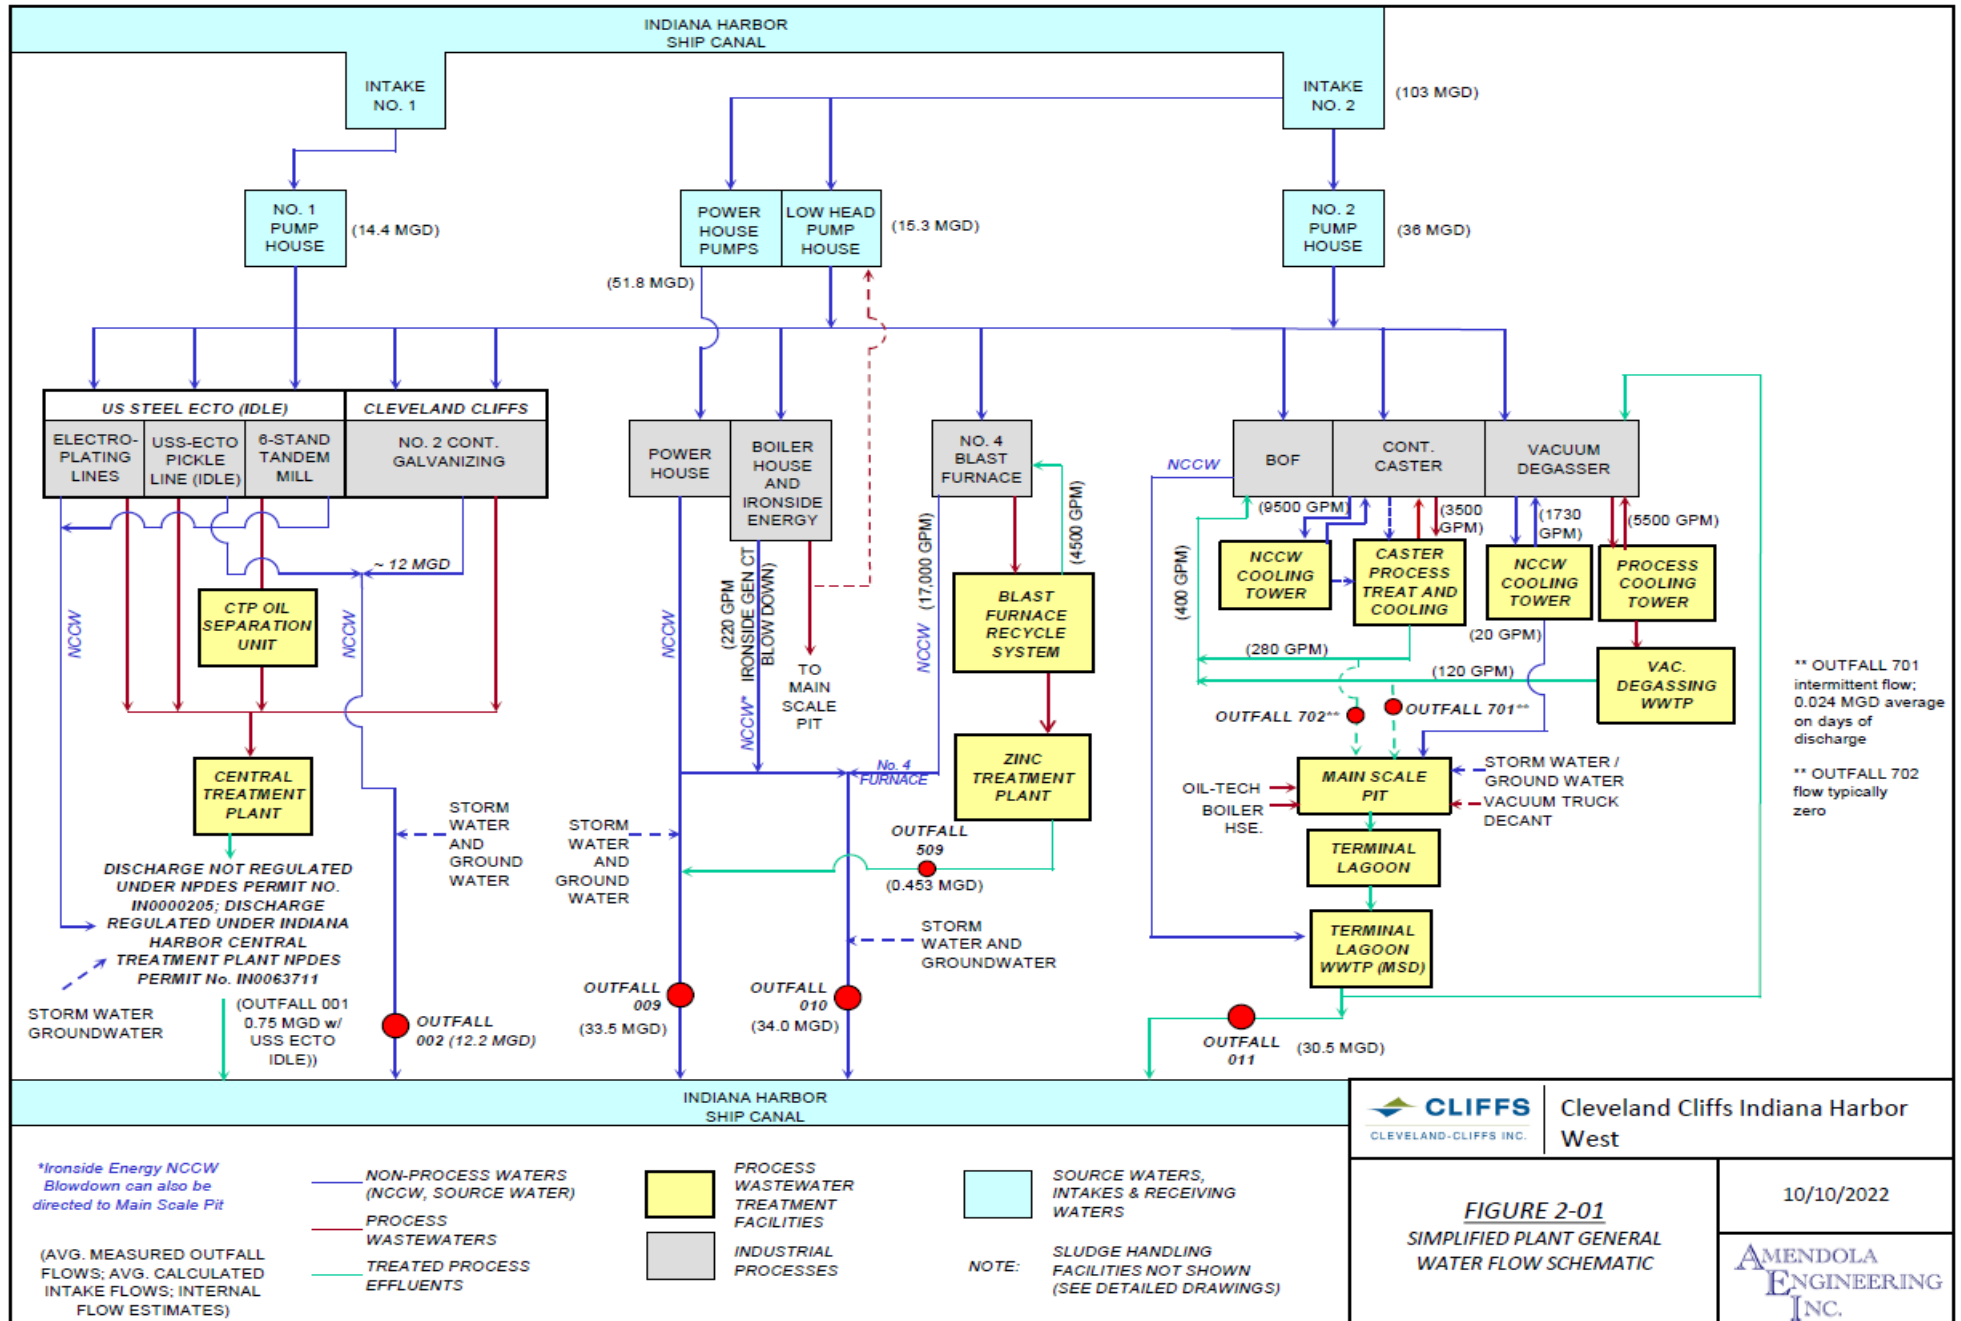 INDIANA HARBOR
SHIP CANAL
INTAKE
NO. 1
INTAKE
NO. 2
(103 MGD)
NO. 1
PUMP
HOUSE
(14.4 MGD)
POWER
HOUSE
PUMPS
LOW HEAD
PUMP
HOUSE
(15.3 MGD)
NO. 2
PUMP
HOUSE
(36 MGD)
(51.8 MGD)
US STEEL ECTO (IDLE)
CLEVELAND CLIFFS
ELECTRO-
PLATING
LINES
USS-ECTO
PICKLE
LINE (IDLE)
6-STAND
TANDEM
MILL
NO. 2 CONT.
GALVANIZING
POWER
HOUSE
BOILER
HOUSE
AND
IRONSIDE
ENERGY
NO. 4
BLAST
FURNACE
BOF
CONT.
CASTER
VACUUM
DEGASSER
NCCW
(9500 GPM)
(3500
GPM)
(1730
GPM)
(5500 GPM)
~ 12 MGD
NCCW
NCCW
NCCW
(220 GPM
IRONSIDE GEN CT
BLOW DOWN)
NCCW*
NCCW
(17,000 GPM)
(4500 GPM)
(400 GPM)
CTP OIL
SEPARATION
UNIT
BLAST
FURNACE
RECYCLE
SYSTEM
NCCW
COOLING
TOWER
CASTER
PROCESS
TREAT AND
COOLING
NCCW
COOLING
TOWER
PROCESS
COOLING
TOWER
(20 GPM)
(280 GPM)
(120 GPM)
VAC.
DEGASSING
WWTP
TO
MAIN
SCALE
PIT
OUTFALL 702**
OUTFALL 701**
** OUTFALL 701
intermittent flow;
0.024 MGD average
on days of
discharge
** OUTFALL 702
flow typically
zero
CENTRAL
TREATMENT
PLANT
No. 4
FURNACE
ZINC
TREATMENT
PLANT
MAIN SCALE
PIT
OIL-TECH
BOILER
HSE.
STORM WATER /
GROUND WATER
VACUUM TRUCK
DECANT
STORM
WATER
AND
GROUND
WATER
STORM
WATER
AND
GROUND
WATER
OUTFALL
509
(0.453 MGD)
TERMINAL
LAGOON
DISCHARGE NOT REGULATED
UNDER NPDES PERMIT NO.
IN0000205; DISCHARGE
REGULATED UNDER INDIANA
HARBOR CENTRAL
TREATMENT PLANT NPDES
PERMIT No. IN0063711
STORM
WATER AND
GROUNDWATER
TERMINAL
LAGOON
WWTP (MSD)
STORM WATER
GROUNDWATER
(OUTFALL 001
0.75 MGD w/
USS ECTO
IDLE))
OUTFALL
002 (12.2 MGD)
OUTFALL
009
(33.5 MGD)
OUTFALL
010
(34.0 MGD)
OUTFALL
011
(30.5 MGD)
INDIANA HARBOR
SHIP CANAL
*Ironside Energy NCCW
Blowdown can also be
directed to Main Scale Pit
(AVG. MEASURED OUTFALL
FLOWS; AVG. CALCULATED
INTAKE FLOWS; INTERNAL
FLOW ESTIMATES)
NON-PROCESS WATERS
(NCCW, SOURCE WATER)
PROCESS
WASTEWATERS
TREATED PROCESS
EFFLUENTS
PROCESS
WASTEWATER
TREATMENT
FACILITIES
INDUSTRIAL
PROCESSES
SOURCE WATERS,
INTAKES & RECEIVING
WATERS
NOTE:
SLUDGE HANDLING
FACILITIES NOT SHOWN
(SEE DETAILED DRAWINGS)
CLIFFS
CLEVELAND-CLIFFS INC.
Cleveland Cliffs Indiana Harbor
West
FIGURE 2-01
SIMPLIFIED PLANT GENERAL
WATER FLOW SCHEMATIC
10/10/2022
AMENDOLA
ENGINEERING
INC.